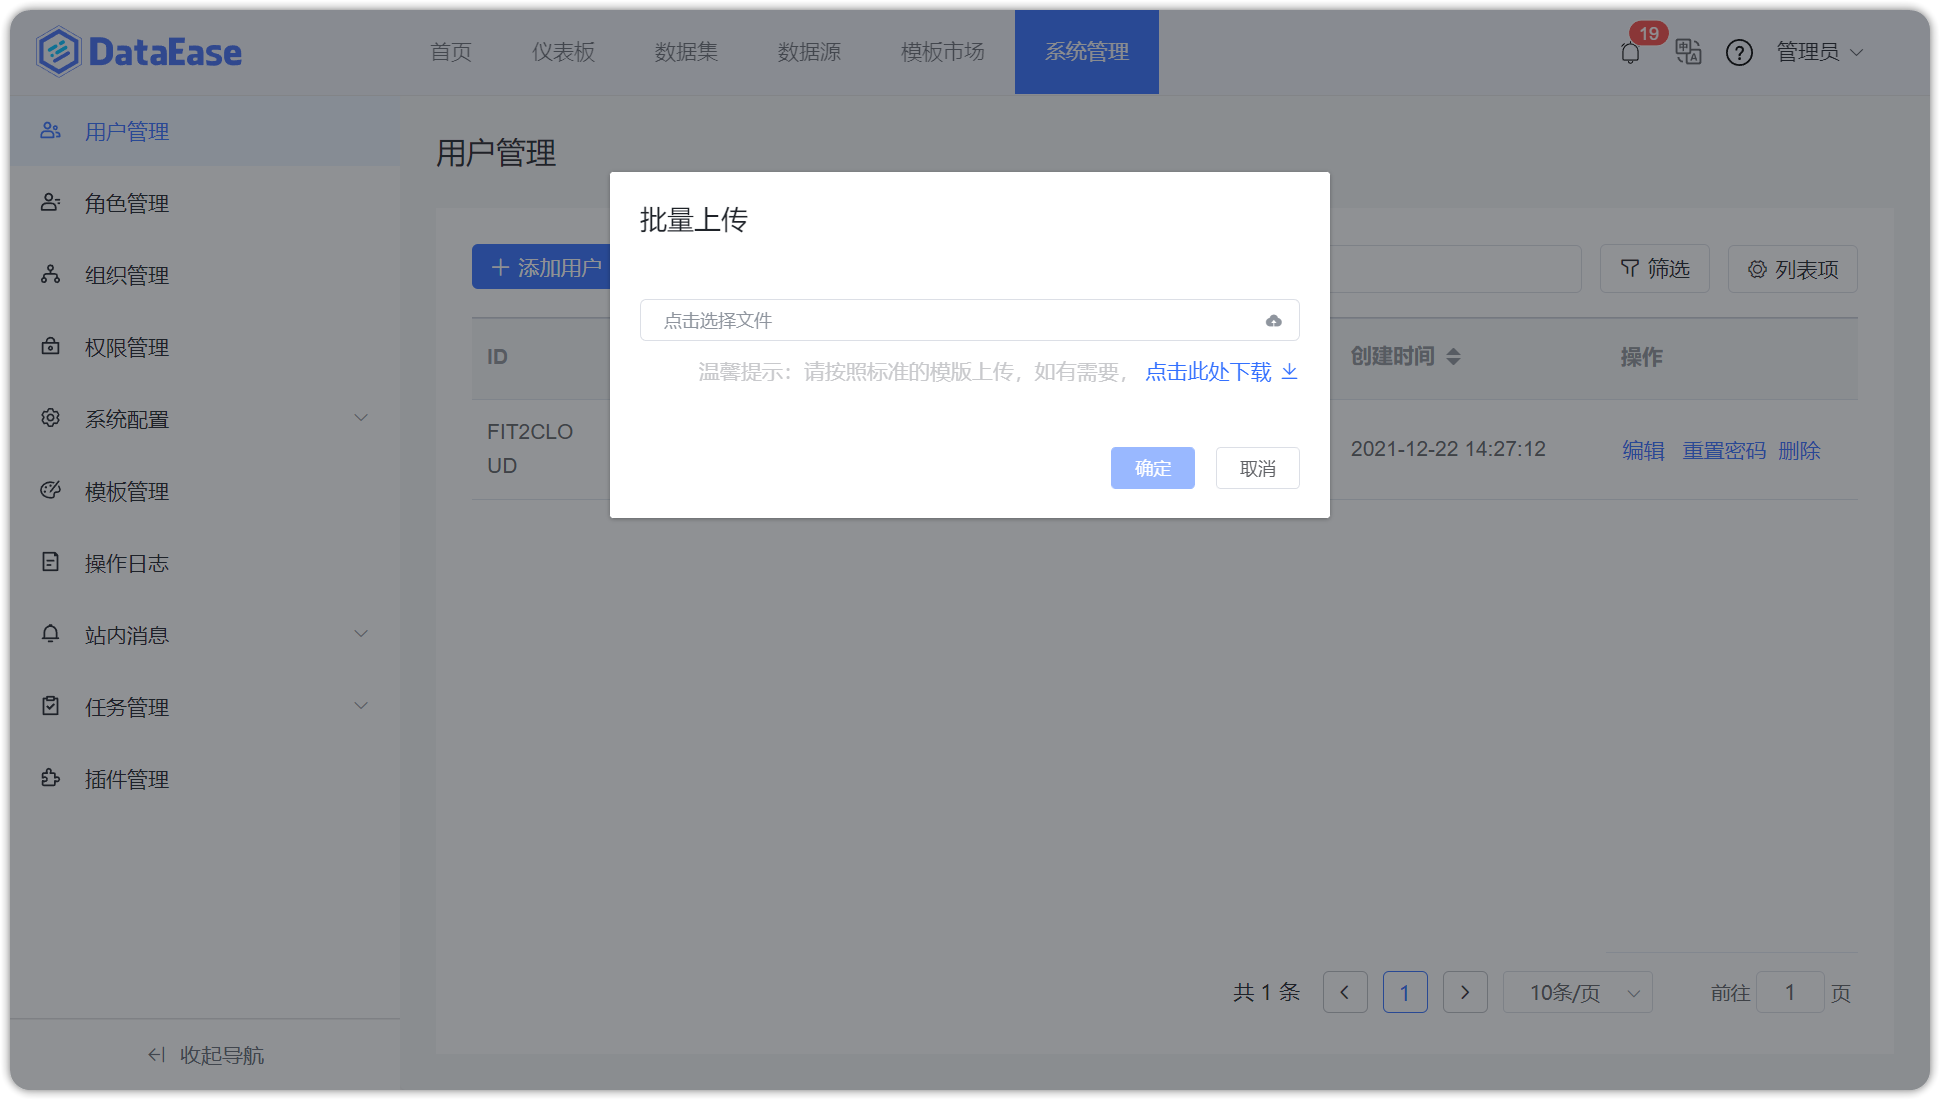 DataEase
首页 仪表板 数据集 数据源 模板市场 系统管理 19 管理员
用户管理
角色管理
组织管理
权限管理
系统配置
模板管理
操作日志
站内消息
任务管理
插件管理
收起导航
用户管理
添加用户 筛选 列表项
ID 创建时间 操作
FIT2CLO
UD
2021-12-22 14:27:12 编辑 重置密码 删除
批量上传
点击选择文件
温馨提示：请按照标准的模版上传，如有需要， 点击此处下载
确定 取消
共 1 条 1 10条/页 前往 1 页